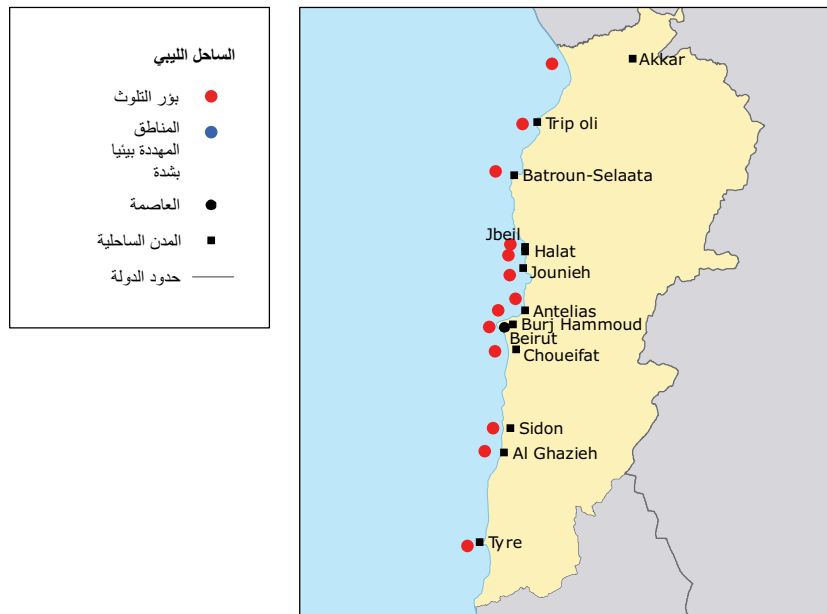 الساحل الليبي
بؤر التلوث
المناطق
المهددة بيئيا
بشدة
العاصمة
المدن الساحلية
حدود الدولة
Akkar
Trip oli
Batroun-Selaata
Jbeil
Halat
Jounieh
Antelias
Burj Hammoud
Beirut
Choueifat
Sidon
Al Ghazieh
Tyre